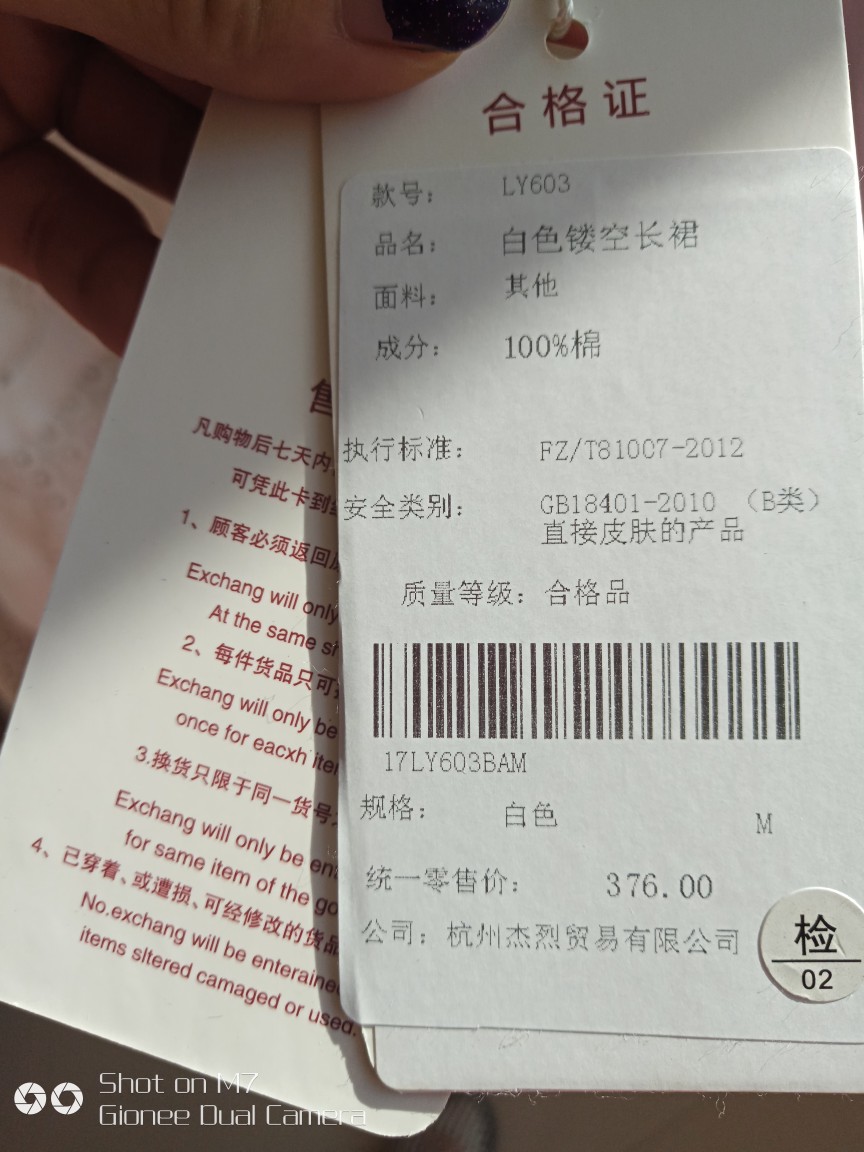 合格证
款号： LY603
品名： 白色镂空长裙
面料： 其他
成分： 100%棉
执行标准： FZ/T81007-2012
安全类别： GB18401-2010 （B类）
直接皮肤的产品
质量等级：合格品
17LY603BAM
规格： 白色 M
统一零售价： 376.00
公司：杭州杰烈贸易有限公司
检
02
售
凡购物后七天内
可凭此卡到
1、顾客必须返回
Exchang will only
At the same
2、每件货品只可
Exchang will only be
once for eacxh
3.换货只限于同一货号
Exchang will only be
for same item of the
4、已穿着、或遭损、可经修改的货品
No.exchang will be enteraine
items sltered camaged or used.
Shot on M7
Gionee Dual Camera